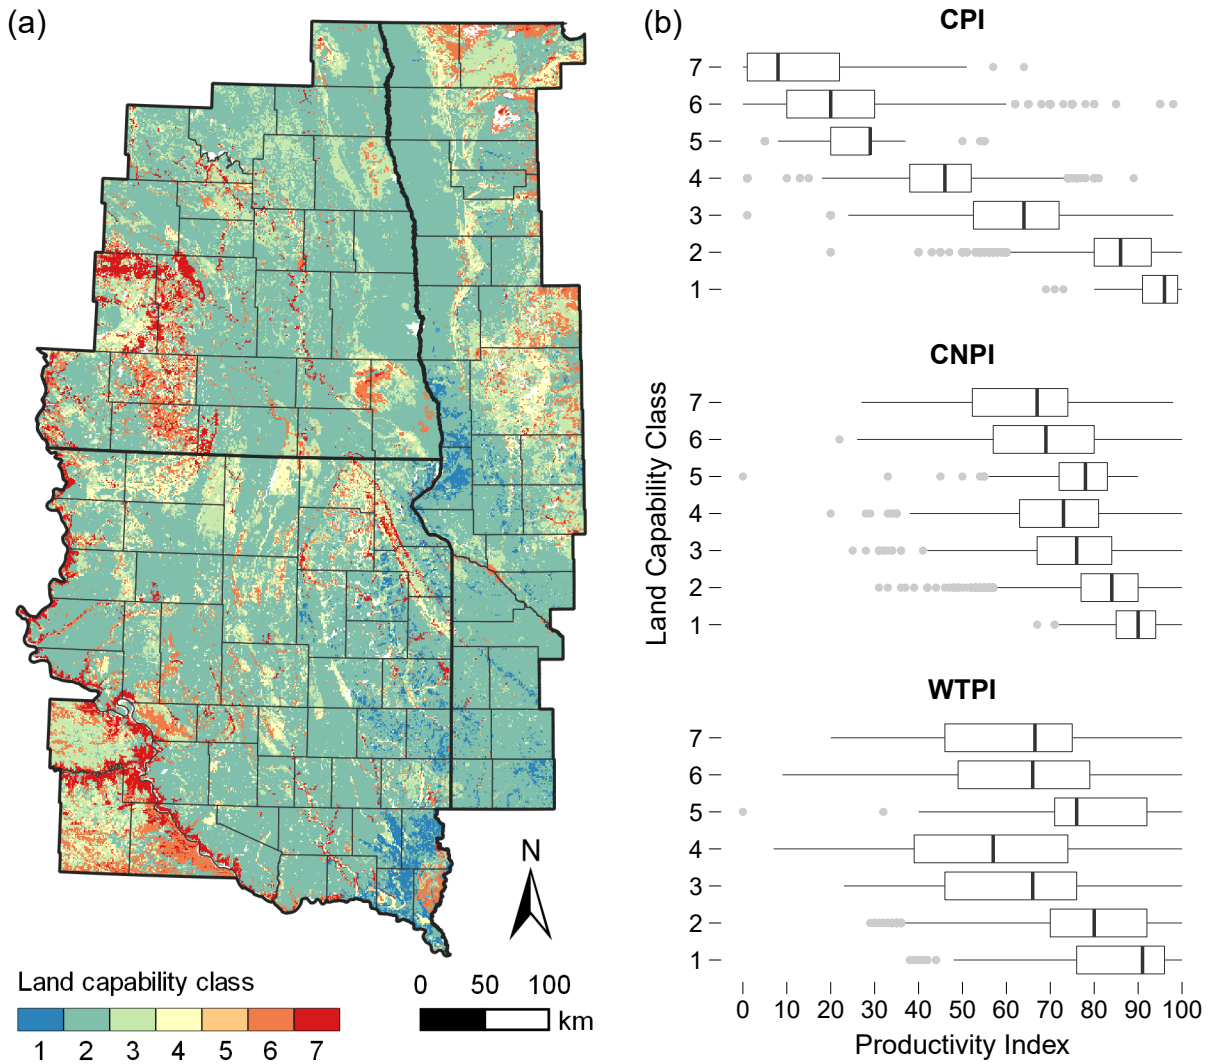 (a)
N
Land capability class
1 2 3 4 5 6 7
0 50 100
km
(b)
CPI
7
6
5
4
3
2
1
CNPI
7
6
5
4
3
2
1
WTPI
7
6
5
4
3
2
1
Land Capability Class
0 10 20 30 40 50 60 70 80 90 100
Productivity Index